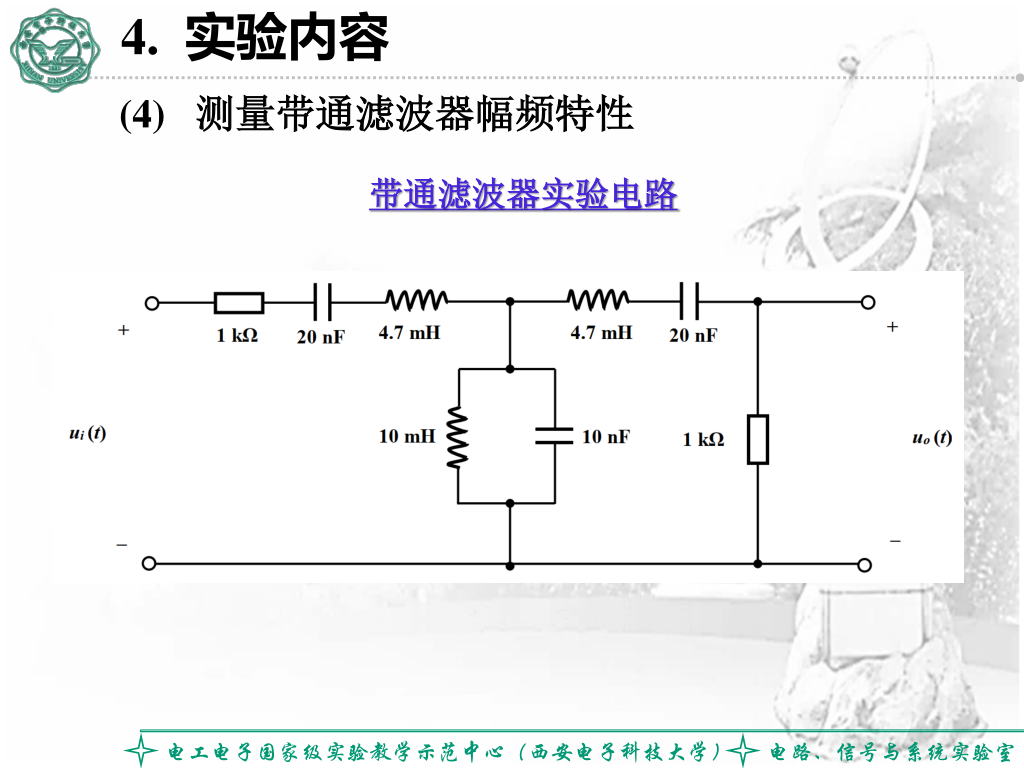 4. 实验内容
(4) 测量带通滤波器幅频特性
带通滤波器实验电路
1 kΩ 20 nF 4.7 mH 4.7 mH 20 nF
+ +
10 mH 10 nF 1 kΩ
uᵢ (t) uₒ (t)
− −
电工电子国家级实验教学示范中心（西安电子科技大学） 电路、信号与系统实验室